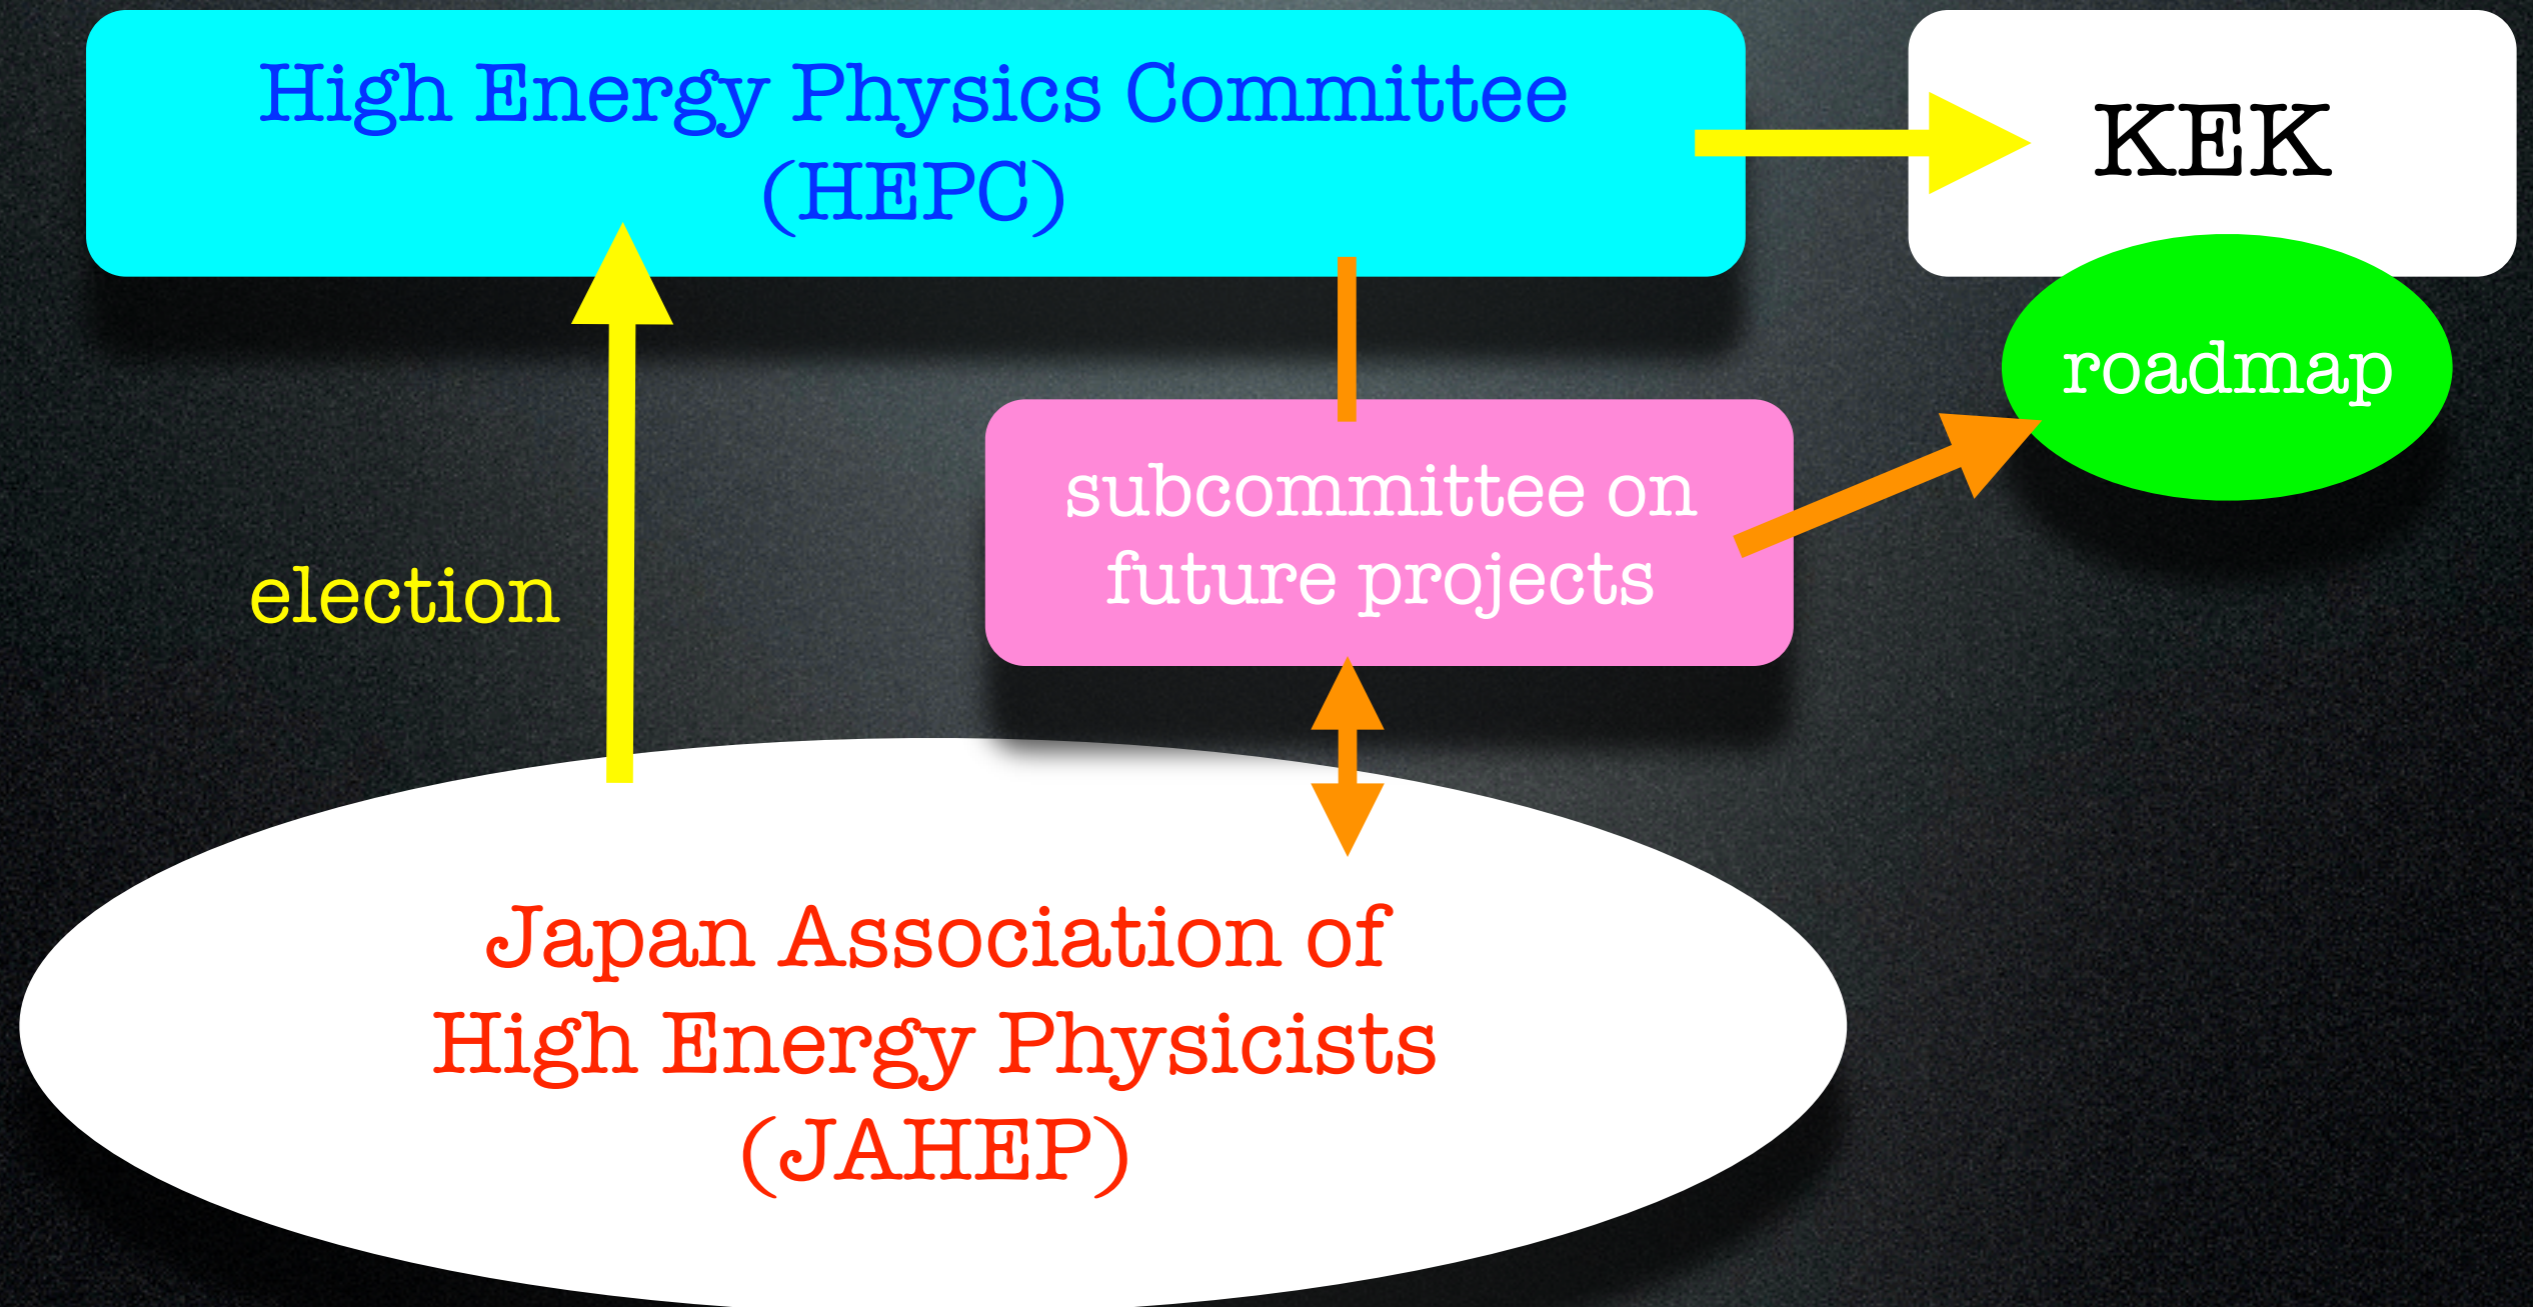 High Energy Physics Committee
(HEPC)
KEK
roadmap
subcommittee on
future projects
election
Japan Association of
High Energy Physicists
(JAHEP)